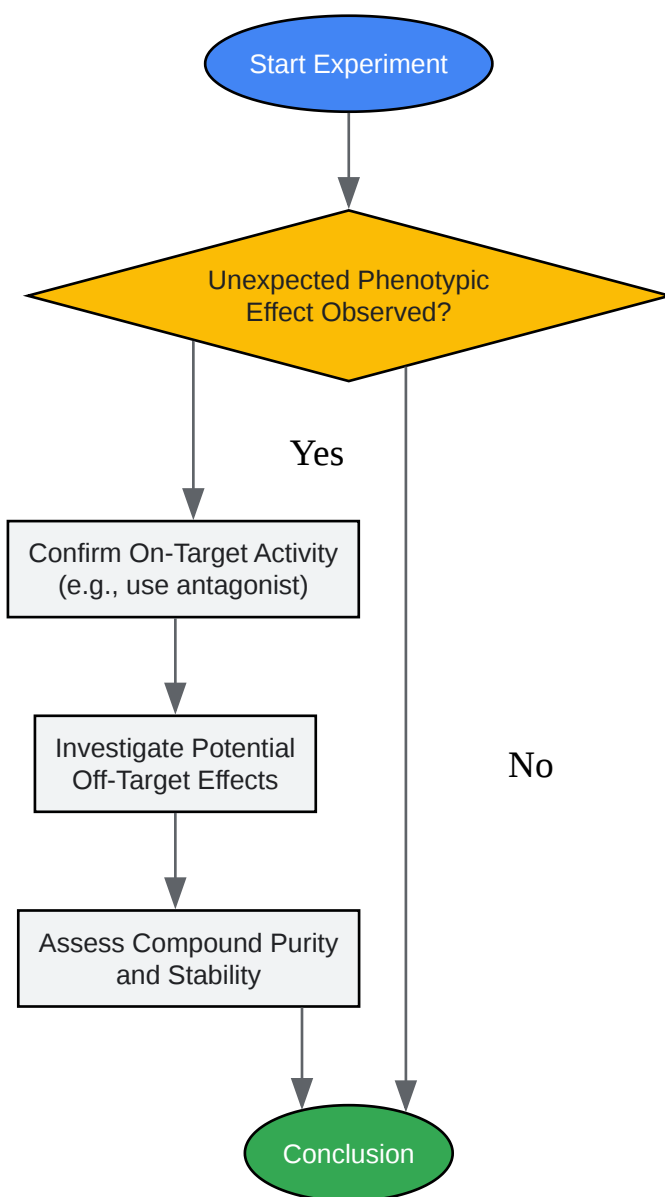 Start Experiment
Unexpected Phenotypic
Effect Observed?
Yes
Confirm On-Target Activity
(e.g., use antagonist)
Investigate Potential
Off-Target Effects
No
Assess Compound Purity
and Stability
Conclusion